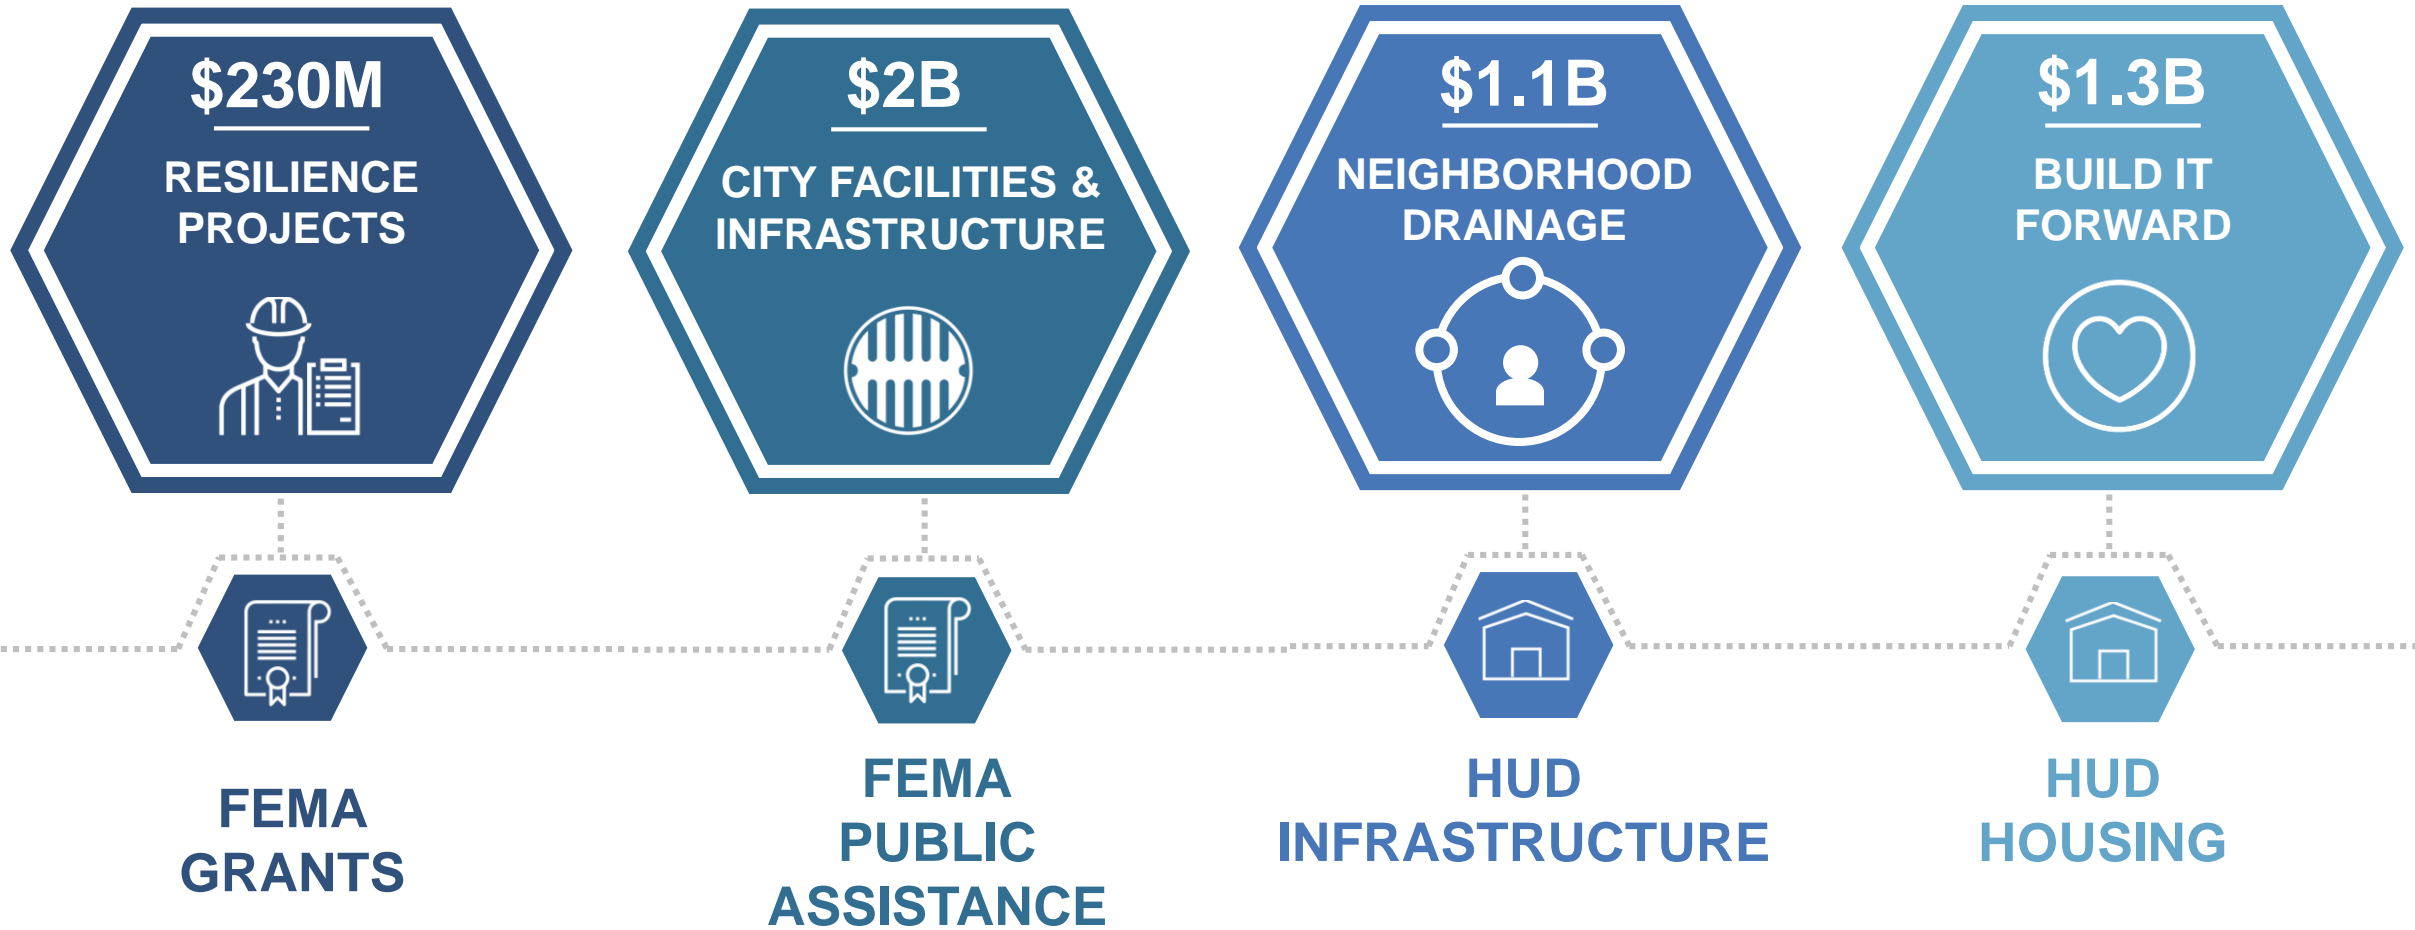 $230M
RESILIENCE
PROJECTS
$2B
CITY FACILITIES &
INFRASTRUCTURE
$1.1B
NEIGHBORHOOD
DRAINAGE
$1.3B
BUILD IT
FORWARD
FEMA
GRANTS
FEMA
PUBLIC
ASSISTANCE
HUD
INFRASTRUCTURE
HUD
HOUSING